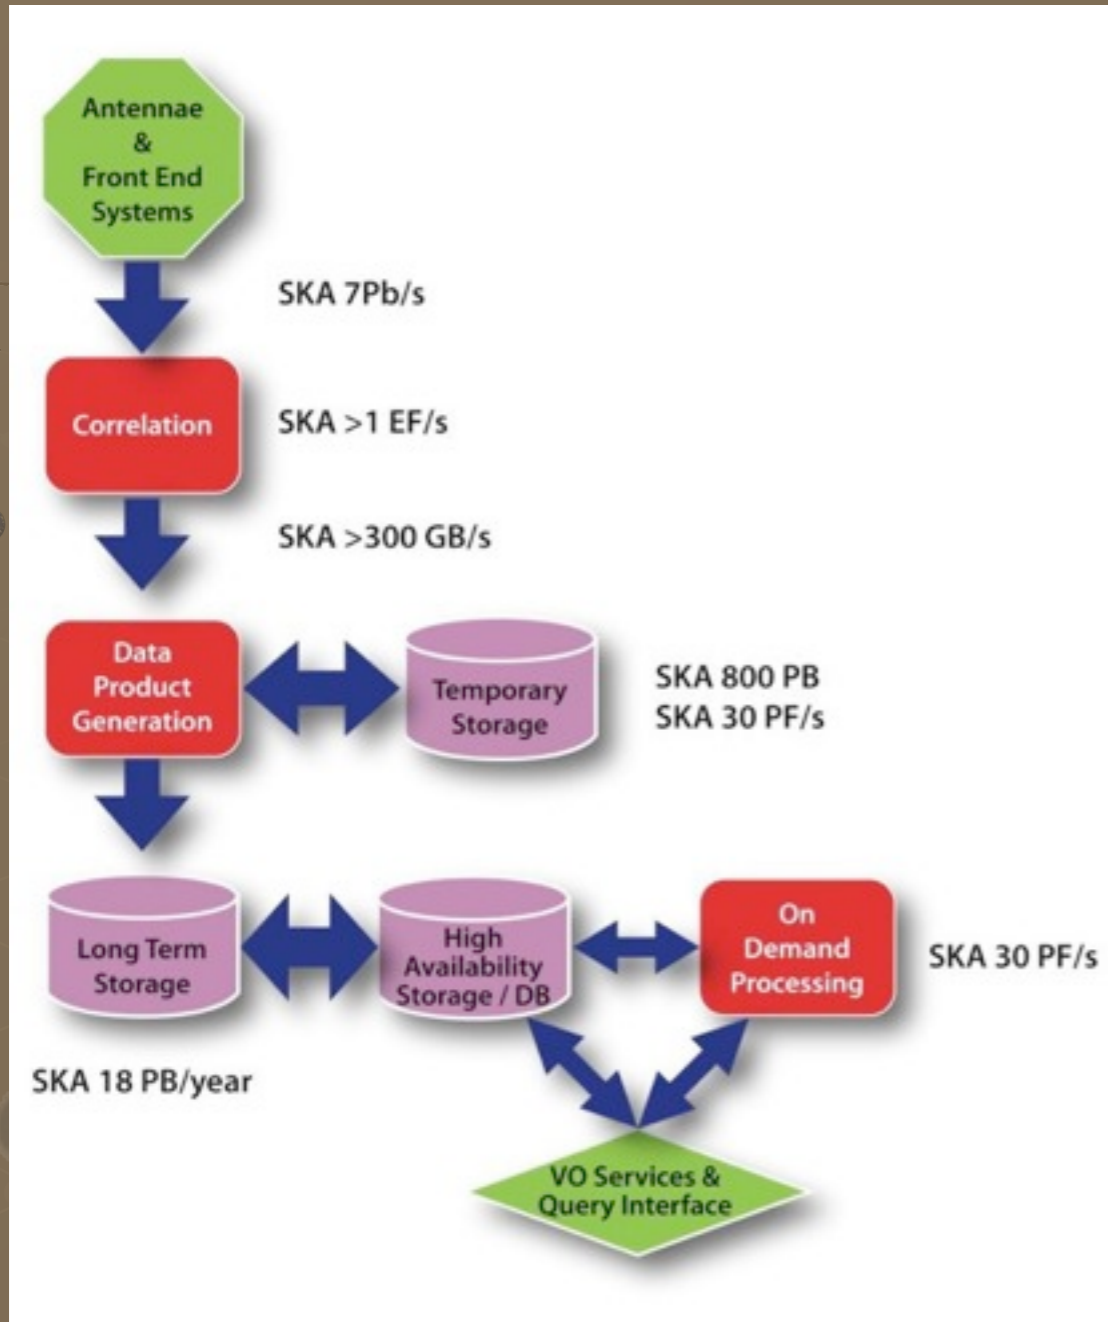 Antennae
&
Front End
Systems
SKA 7Pb/s
Correlation
SKA >1 EF/s
SKA >300 GB/s
Data
Product
Generation
Temporary
Storage
SKA 800 PB
SKA 30 PF/s
Long Term
Storage
High
Availability
Storage / DB
On
Demand
Processing
SKA 30 PF/s
SKA 18 PB/year
VO Services &
Query Interface